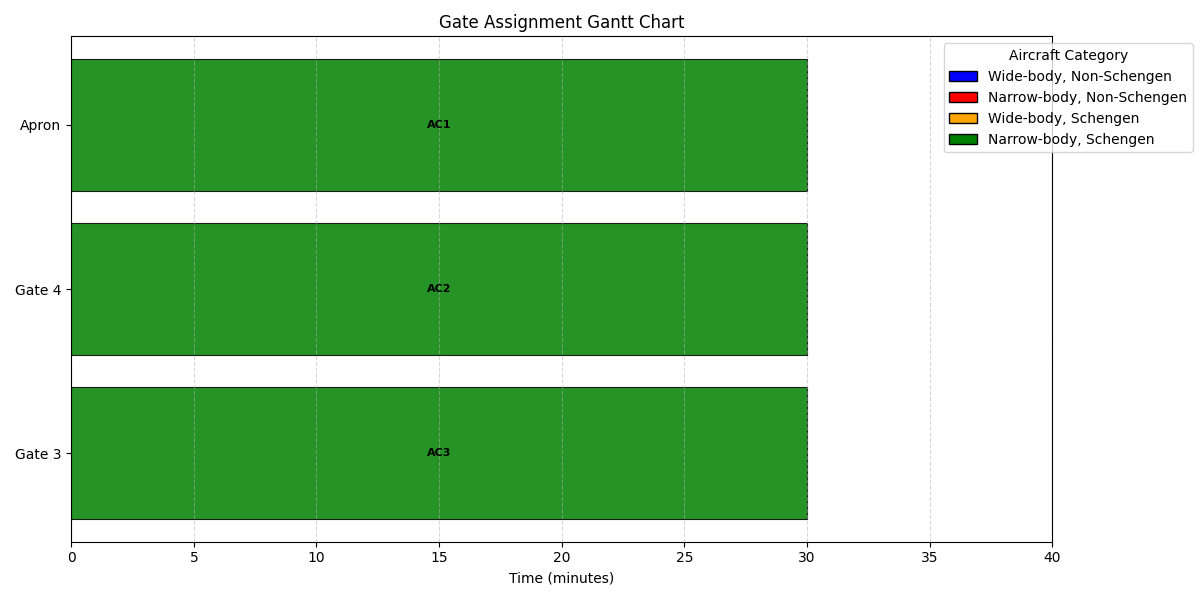 Gate Assignment Gantt Chart
Aircraft Category
Wide-body, Non-Schengen
Narrow-body, Non-Schengen
Wide-body, Schengen
Narrow-body, Schengen
Apron
AC1
Gate 4
AC2
Gate 3
AC3
0 5 10 15 20 25 30 35 40
Time (minutes)